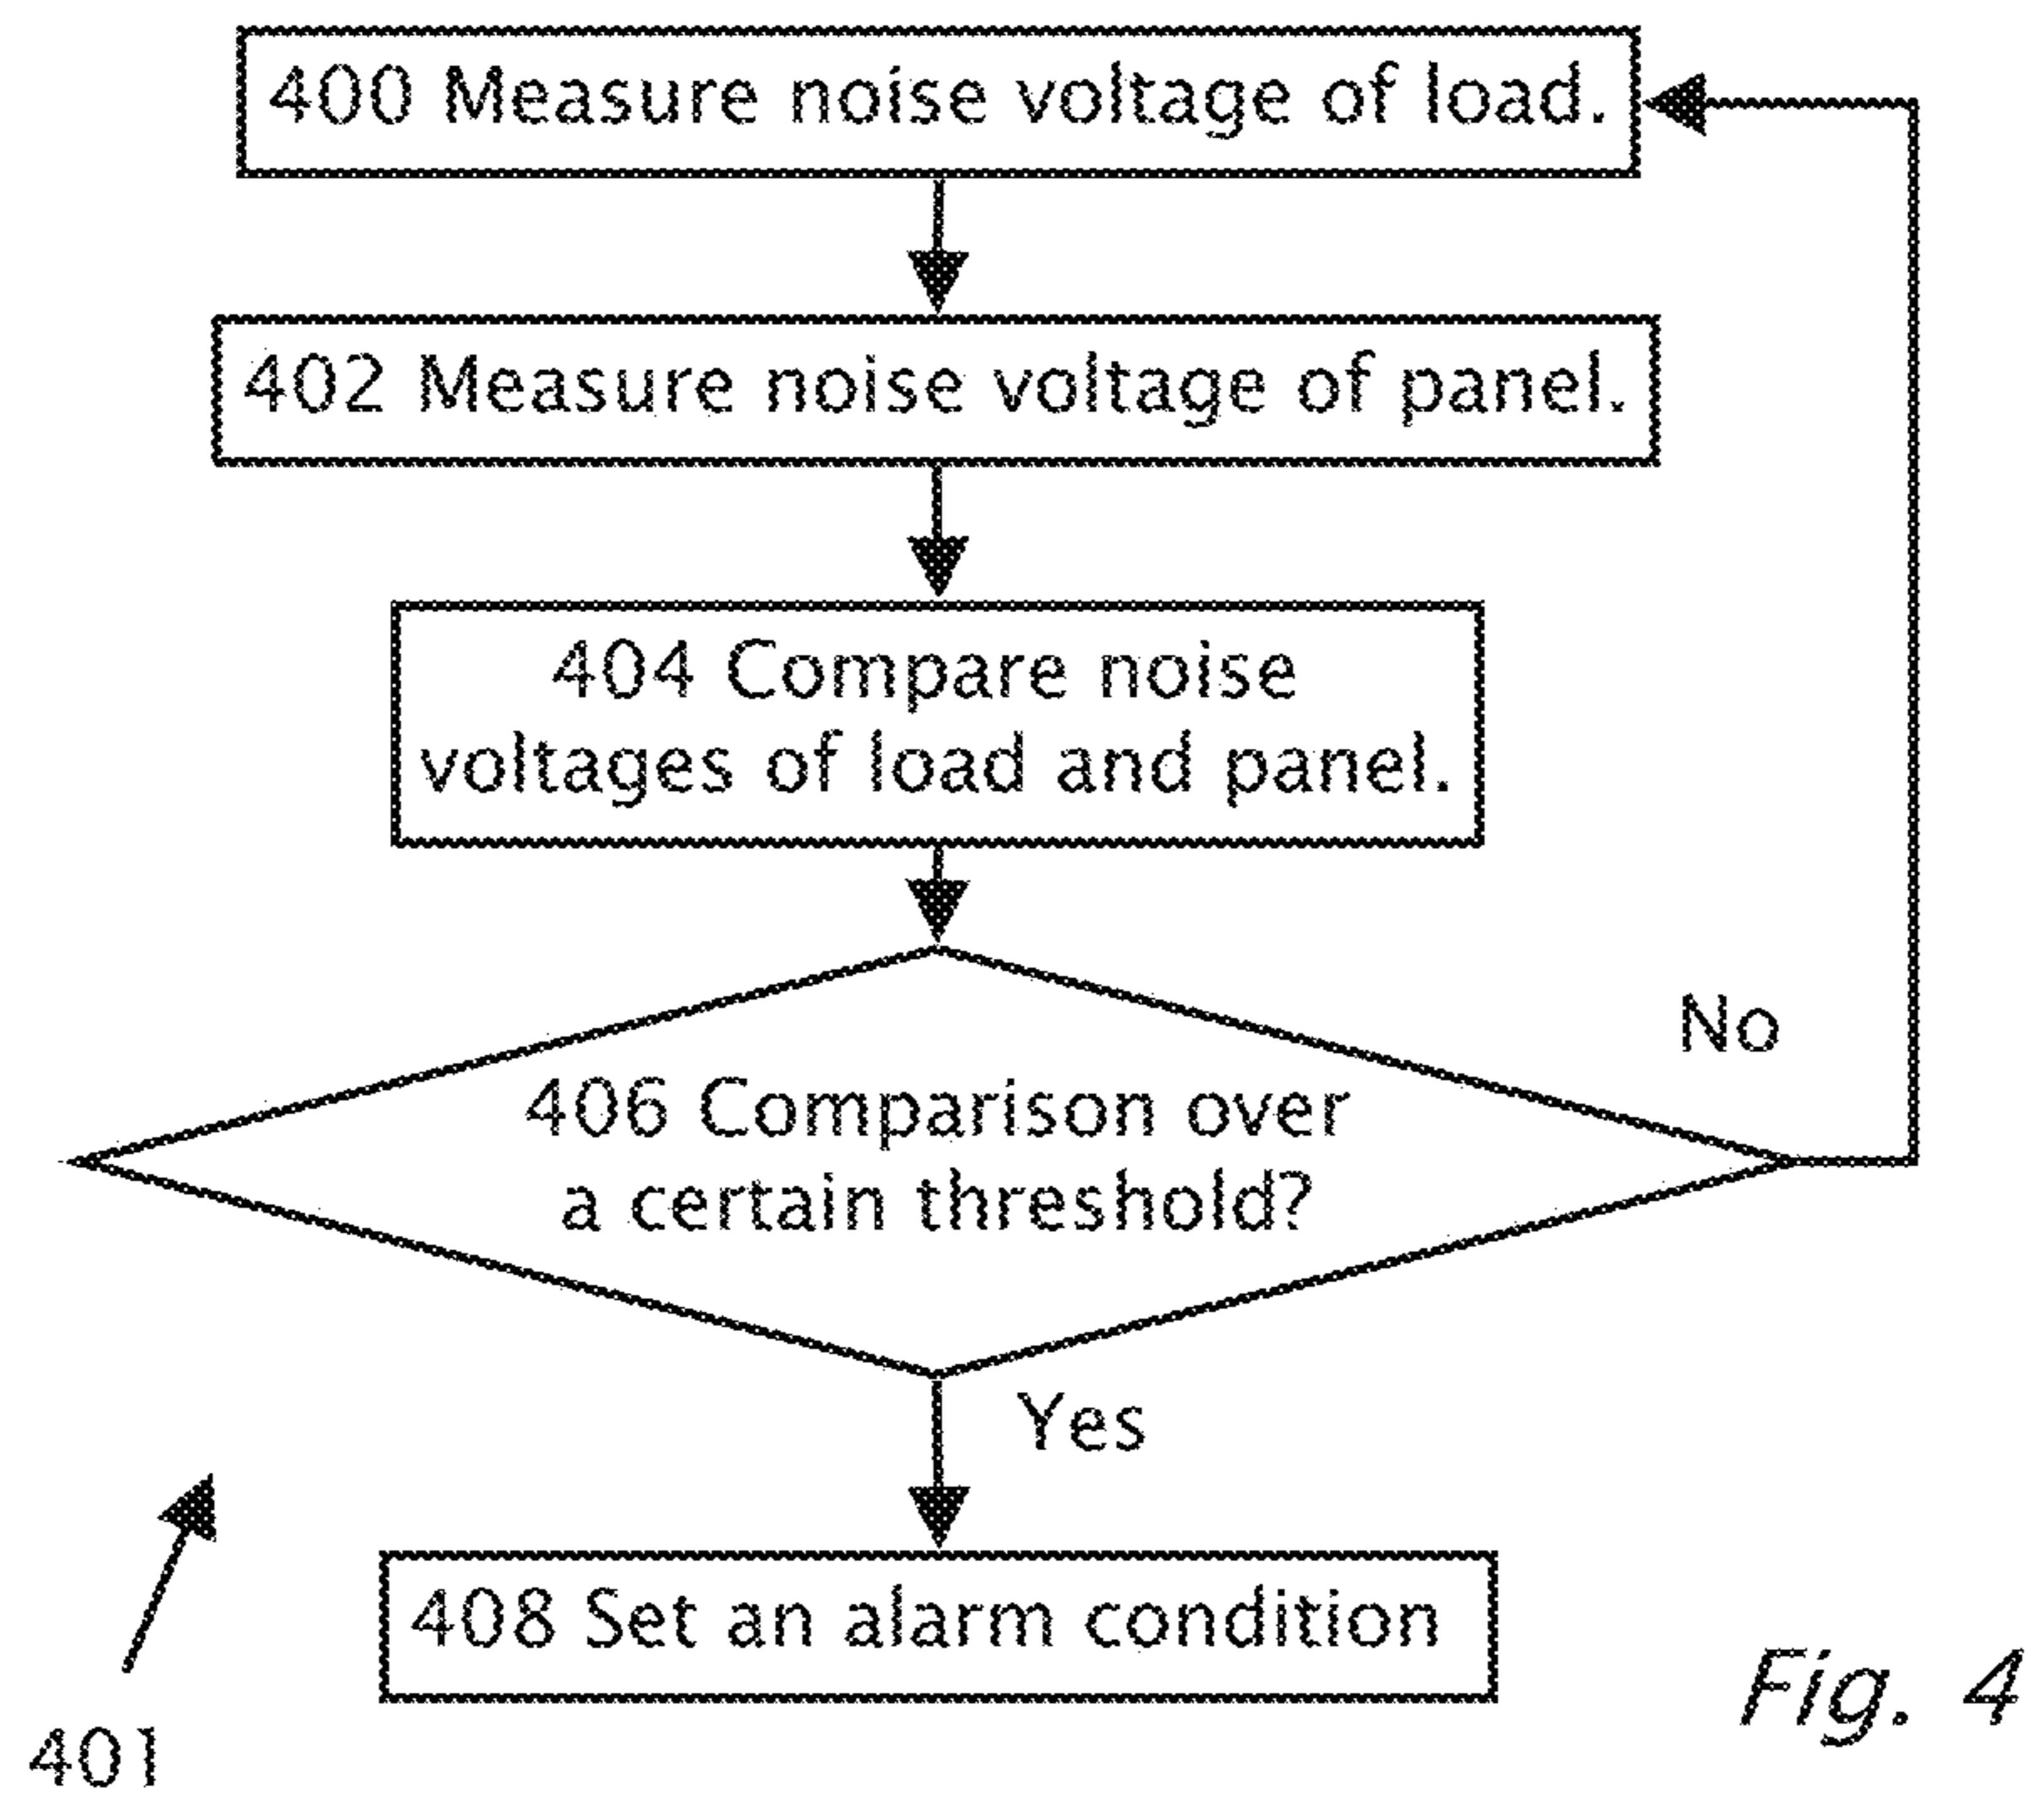 400 Measure noise voltage of load.
402 Measure noise voltage of panel.
404 Compare noise
voltages of load and panel.
No
406 Comparison over
a certain threshold?
Yes
408 Set an alarm condition
Fig. 4
401